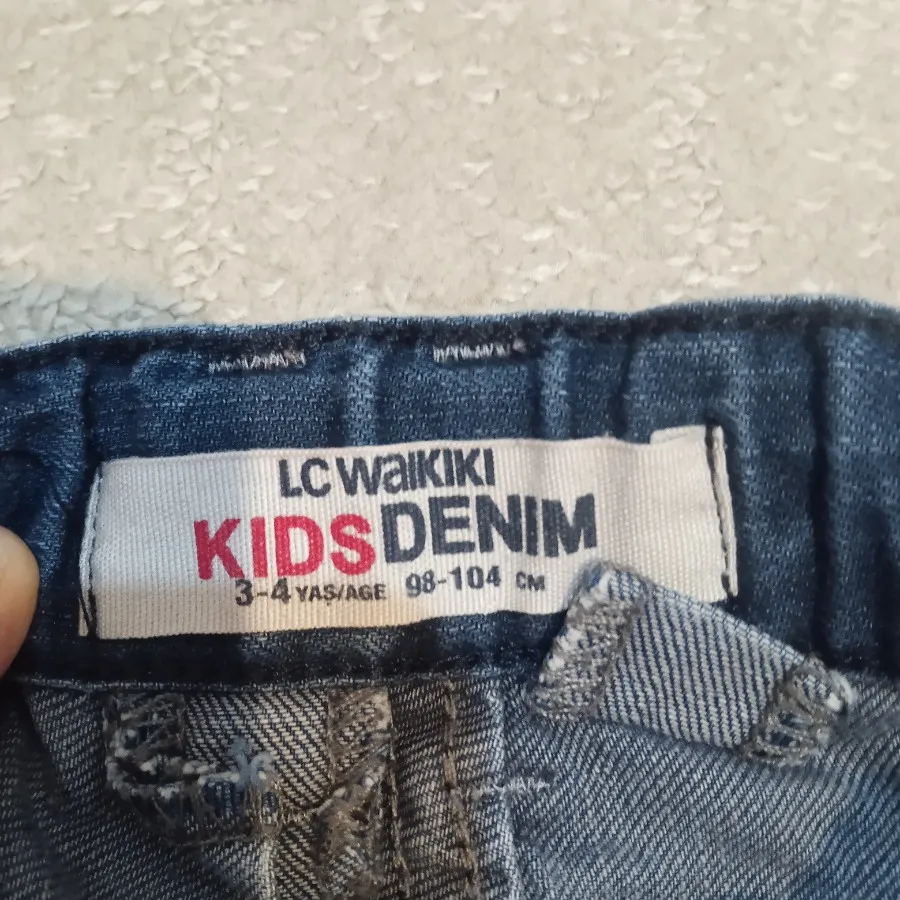 LC WaiKiKi
KIDS DENIM
3-4 YAŞ/AGE 98-104 CM